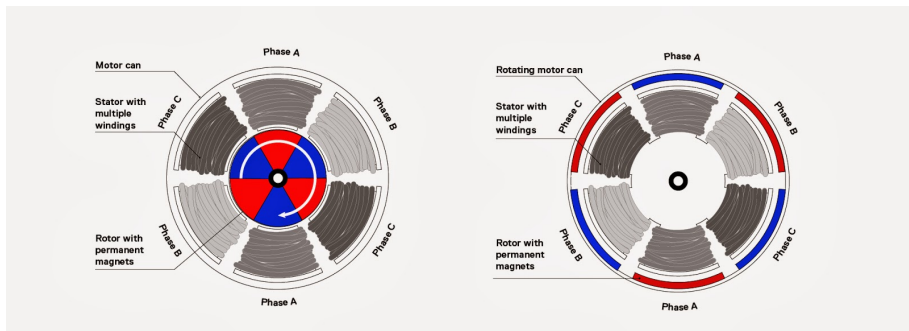 Phase A
Motor can
Stator with
multiple
windings
Phase C
Phase B
Rotor with
permanent
magnets
Phase B
Phase C
Phase A
Phase A
Rotating motor can
Stator with
multiple
windings
Phase C
Phase B
Rotor with
permanent
magnets
Phase B
Phase C
Phase A